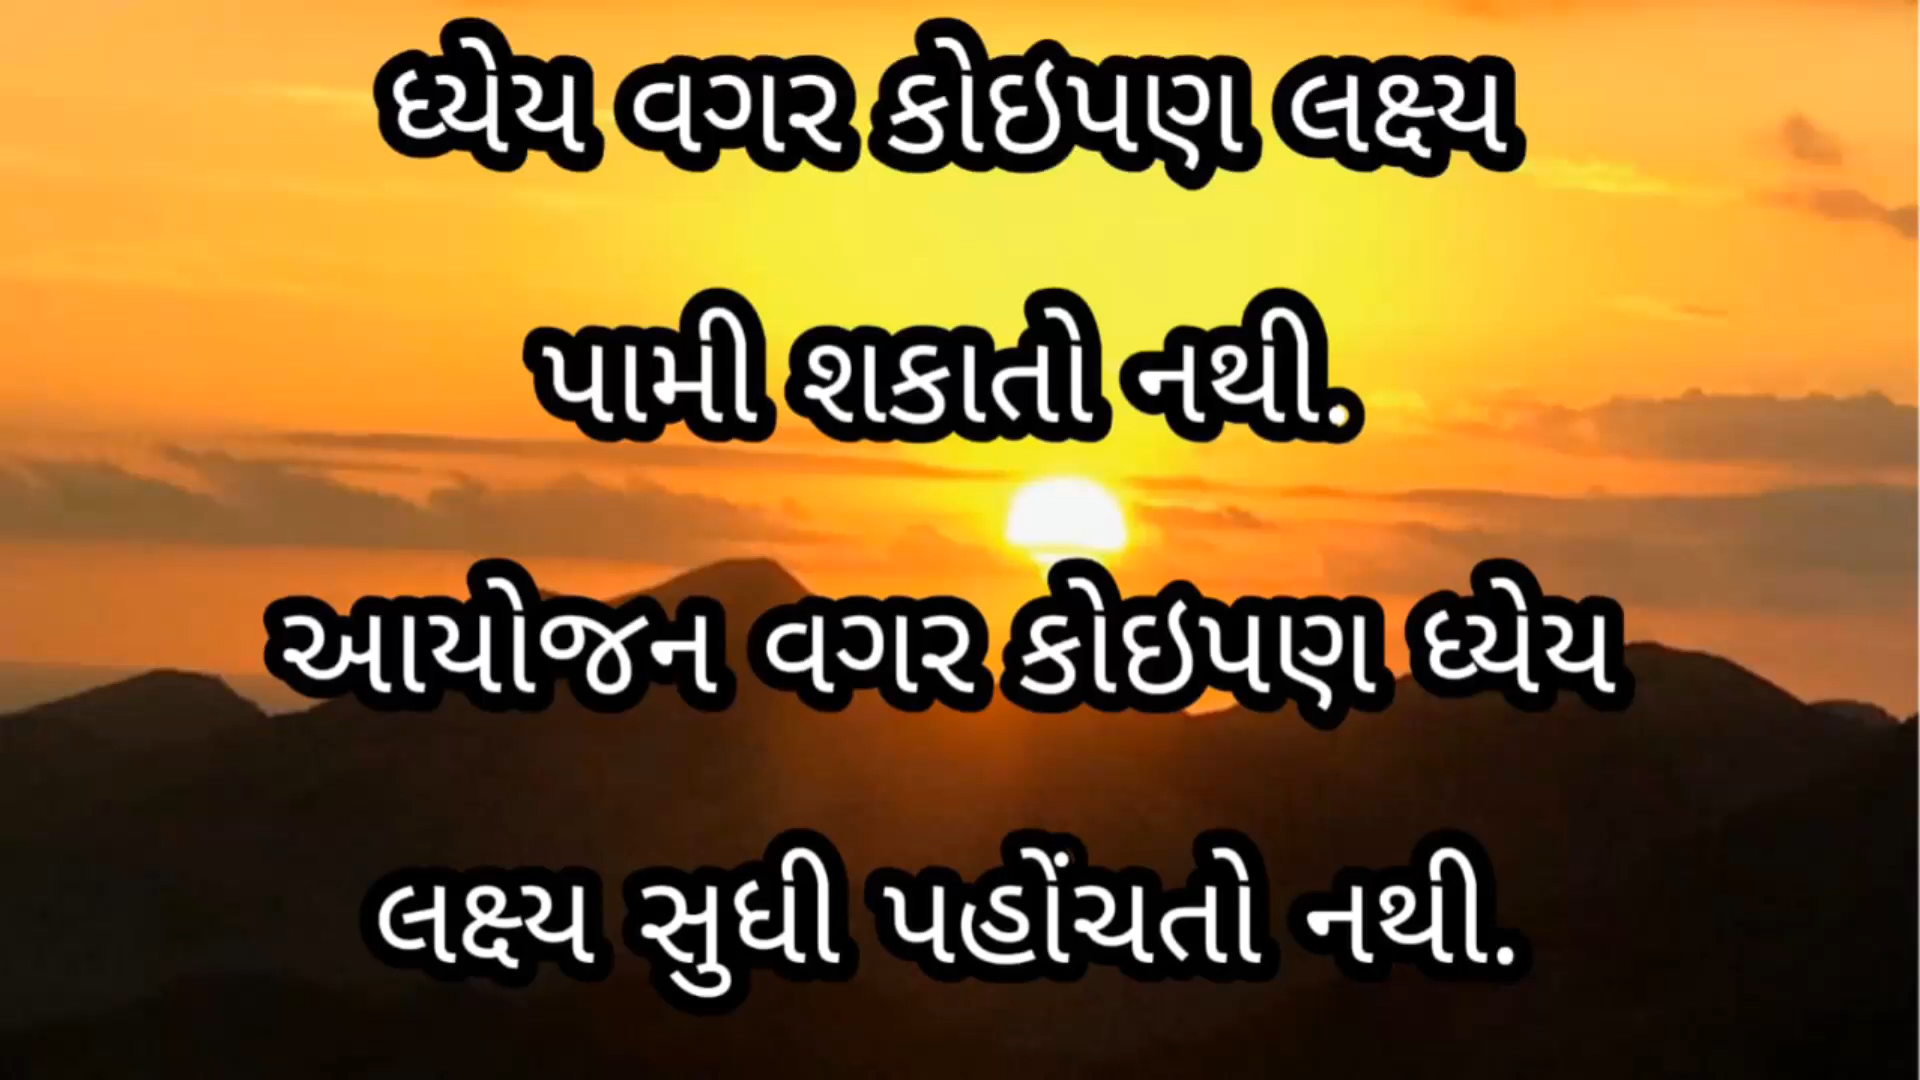 ધ્યેય વગર કોઇપણ લક્ષ્ય
પામી શકાતો નથી.
આયોજન વગર કોઇપણ ધ્યેય
લક્ષ્ય સુધી પહોંચતો નથી.